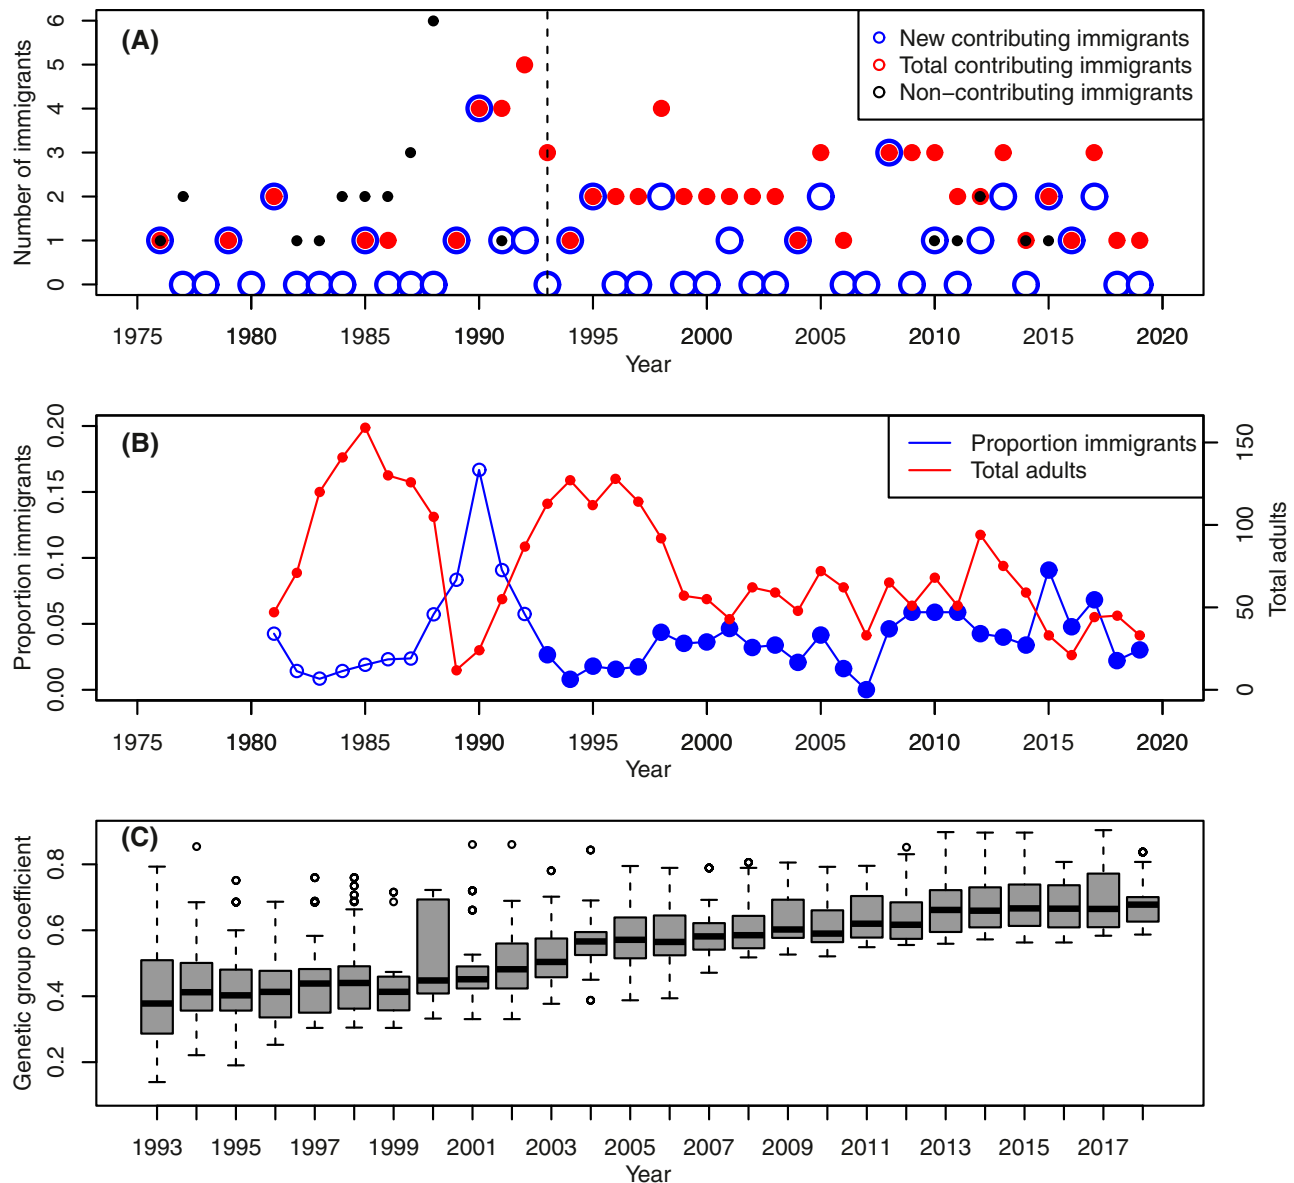 (A)
Number of immigrants
6
5
4
3
2
1
0
New contributing immigrants
Total contributing immigrants
Non−contributing immigrants
1975 1980 1985 1990 1995 2000 2005 2010 2015 2020
Year
(B)
Proportion immigrants
0.20
0.15
0.10
0.05
0.00
Proportion immigrants
Total adults
150
100
50
0
Total adults
1975 1980 1985 1990 1995 2000 2005 2010 2015 2020
Year
(C)
Genetic group coefficient
0.8
0.6
0.4
0.2
1993 1995 1997 1999 2001 2003 2005 2007 2009 2011 2013 2015 2017
Year